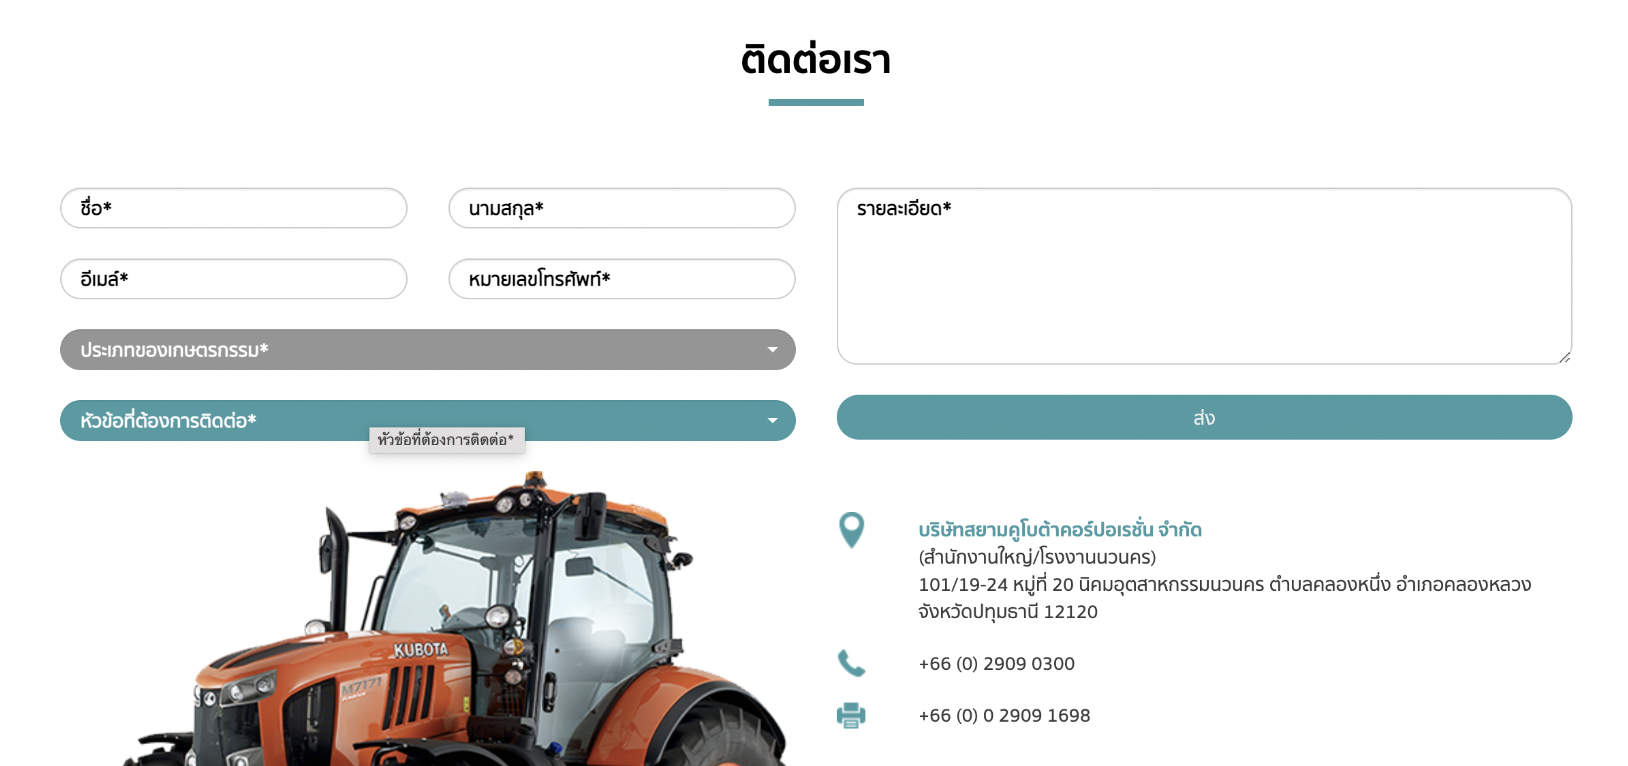 ติดต่อเรา
ชื่อ*
นามสกุล*
อีเมล์*
หมายเลขโทรศัพท์*
ประเภทของเกษตรกรรม*
หัวข้อที่ต้องการติดต่อ*
หัวข้อที่ต้องการติดต่อ*
รายละเอียด*
ส่ง
บริษัทสยามคูโบต้าคอร์ปอเรชั่น จำกัด
(สำนักงานใหญ่/โรงงานนวนคร)
101/19-24 หมู่ที่ 20 นิคมอุตสาหกรรมนวนคร ตำบลคลองหนึ่ง อำเภอคลองหลวง
จังหวัดปทุมธานี 12120
+66 (0) 2909 0300
+66 (0) 0 2909 1698
KUBOTA
M7171